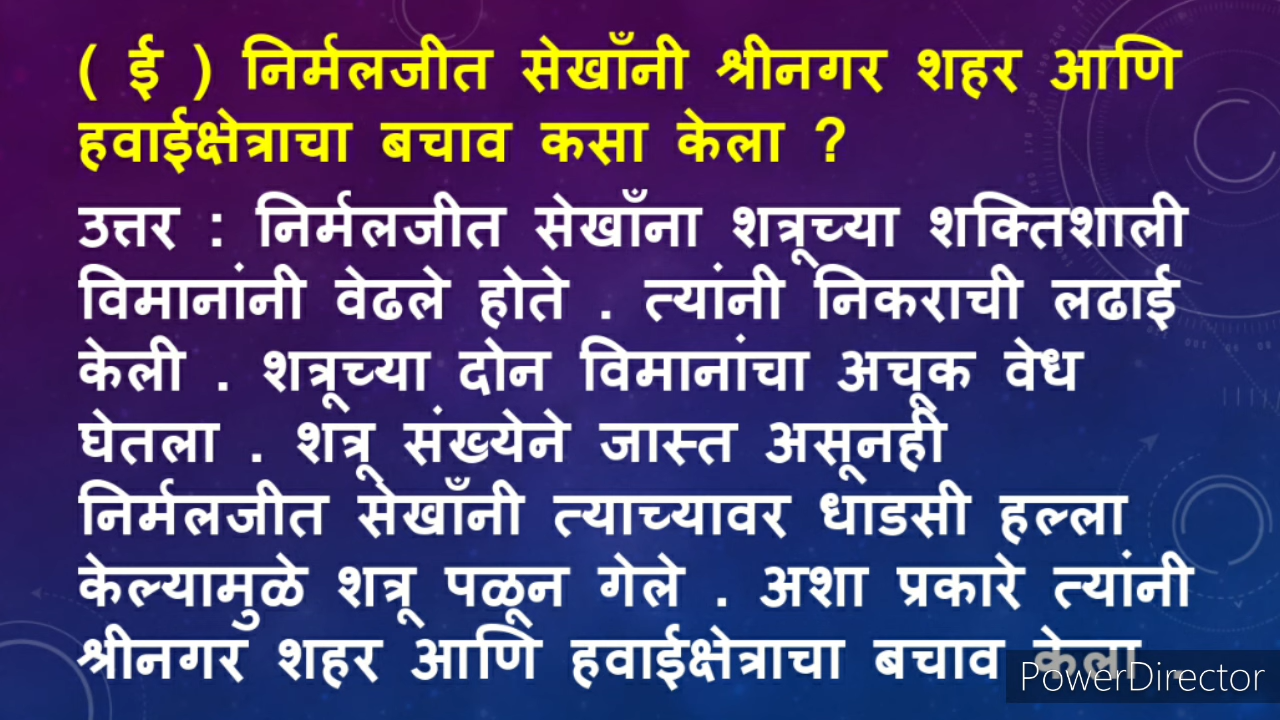 ( ई ) निर्मलजीत सेखाँनी श्रीनगर शहर आणि
हवाईक्षेत्राचा बचाव कसा केला ?
उत्तर : निर्मलजीत सेखाँना शत्रूच्या शक्तिशाली
विमानांनी वेढले होते . त्यांनी निकराची लढाई
केली . शत्रूच्या दोन विमानांचा अचूक वेध
घेतला . शत्रू संख्येने जास्त असूनही
निर्मलजीत सेखाँनी त्याच्यावर धाडसी हल्ला
केल्यामुळे शत्रू पळून गेले . अशा प्रकारे त्यांनी
श्रीनगर शहर आणि हवाईक्षेत्राचा बचाव केला .
PowerDirector